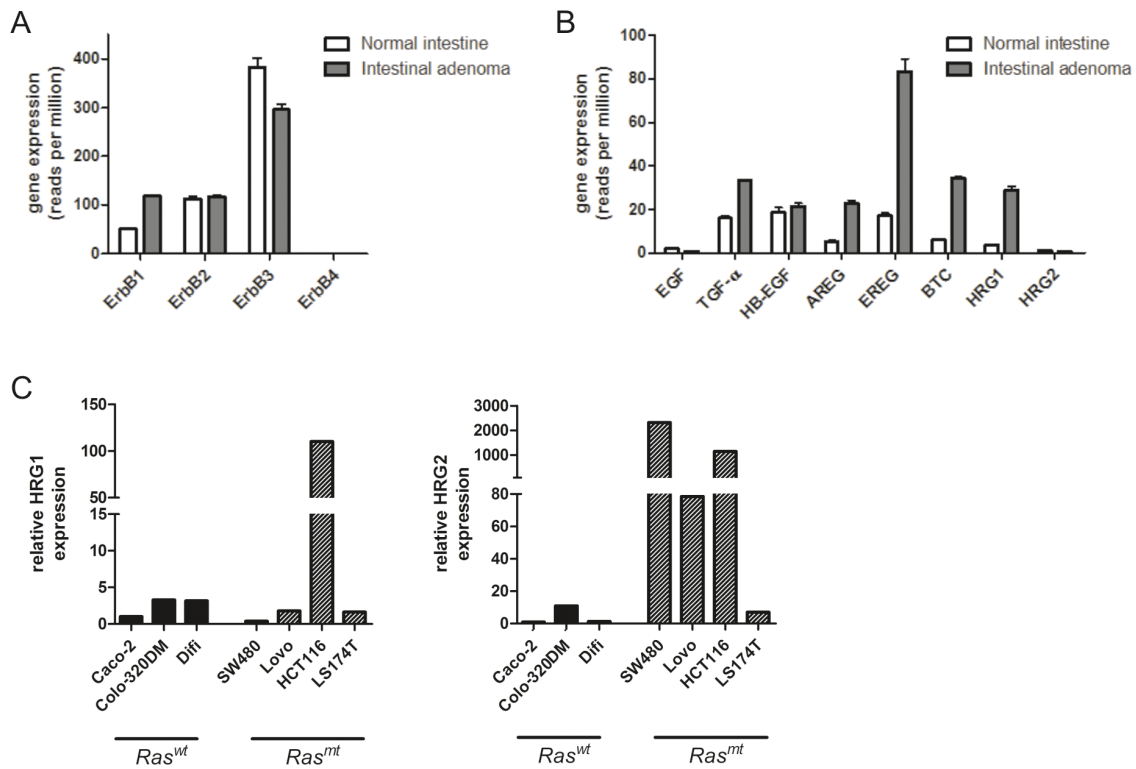 A
gene expression
(reads per million)
400
300
200
100
0
Normal intestine
Intestinal adenoma
ErbB1
ErbB2
ErbB3
ErbB4
B
gene expression
(reads per million)
100
80
60
40
20
0
Normal intestine
Intestinal adenoma
EGF
TGF-α
HB-EGF
AREG
EREG
BTC
HRG1
HRG2
C
relative HRG1
expression
150
100
50
15
10
5
0
Caco-2
Colo-320DM
Difi
SW480
Lovo
HCT116
LS174T
Ras^wt
Ras^mt
relative HRG2
expression
3000
2000
1000
80
60
40
20
0
Caco-2
Colo-320DM
Difi
SW480
Lovo
HCT116
LS174T
Ras^wt
Ras^mt